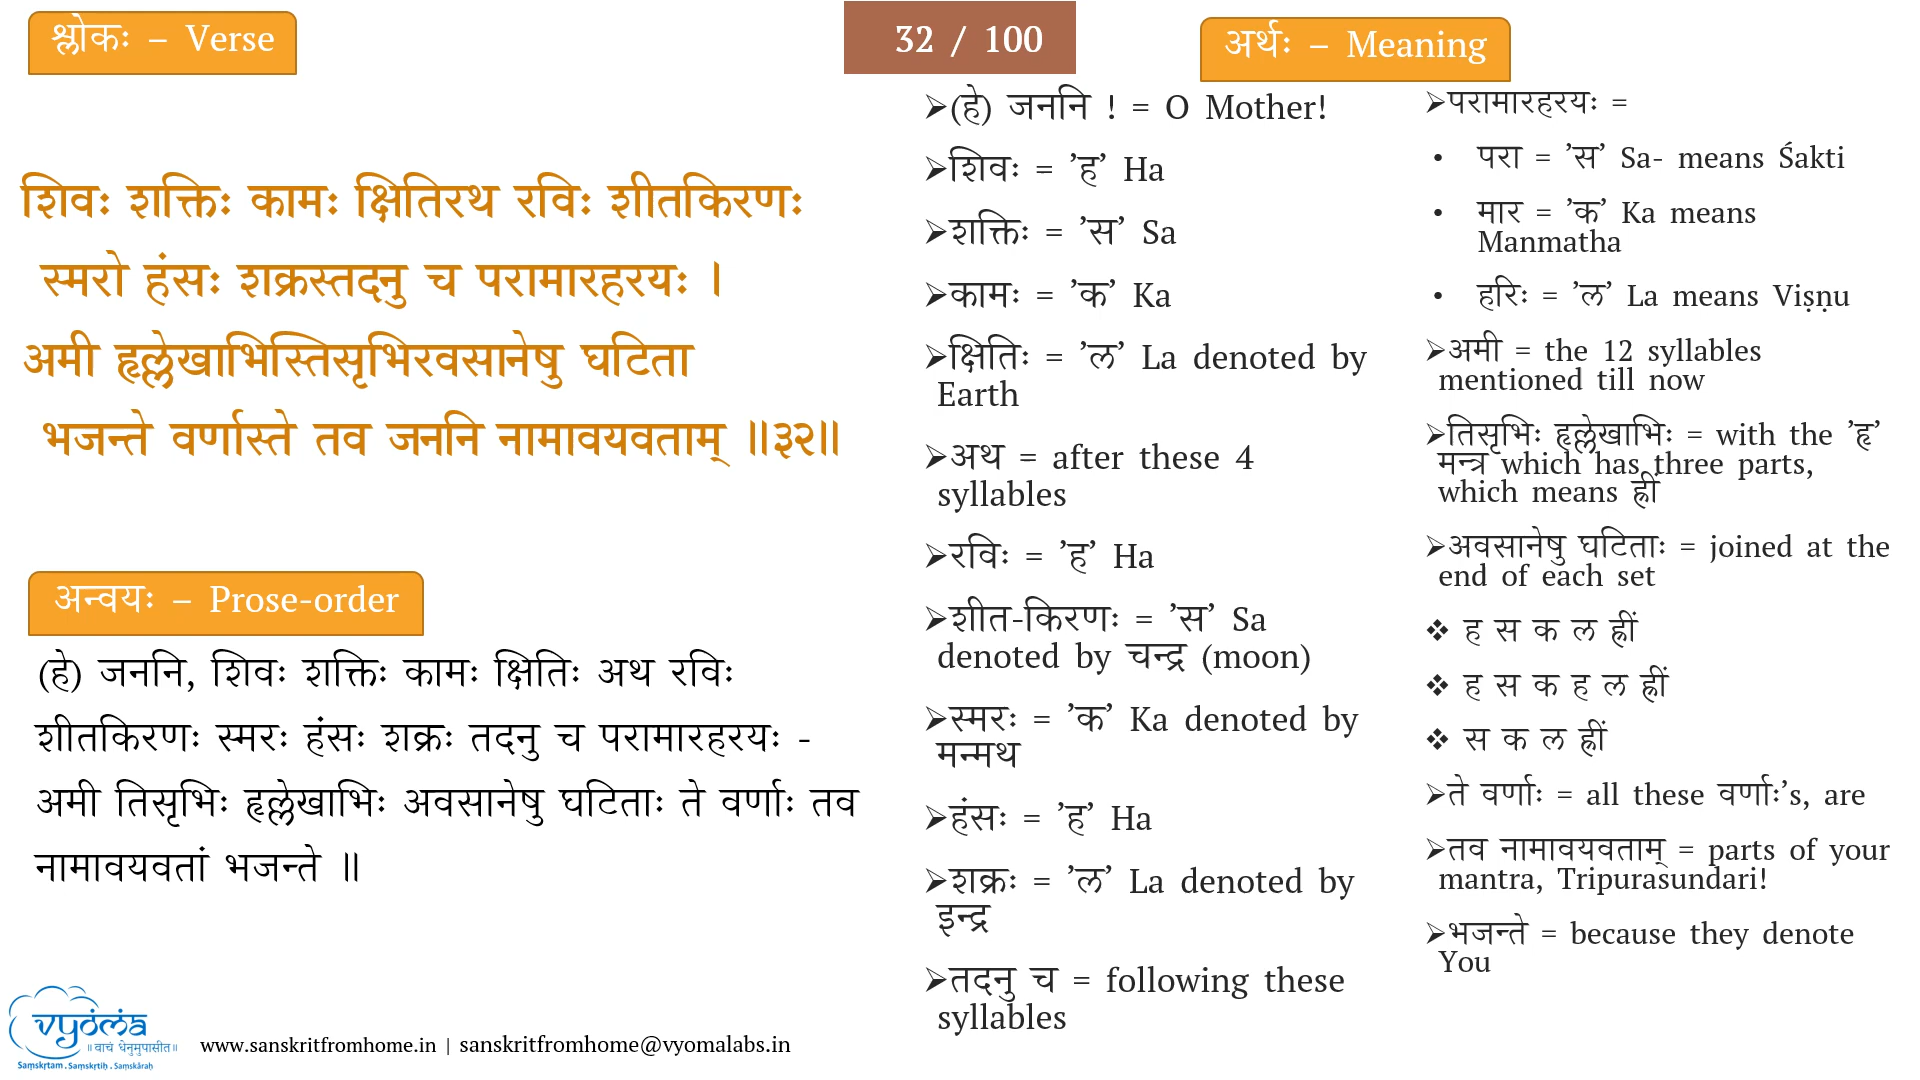 श्लोकः – Verse
शिवः शक्तिः कामः क्षितिरथ रविः शीतकिरणः
स्मरो हंसः शक्रस्तदनु च परामारहरयः ।
अमी हृल्लेखाभिस्तिसृभिरवसानेषु घटिता
भजन्ते वर्णास्ते तव जननि नामावयवताम् ॥३२॥
अन्वयः – Prose-order
(हे) जननि, शिवः शक्तिः कामः क्षितिः अथ रविः
शीतकिरणः स्मरः हंसः शक्रः तदनु च परामारहरयः -
अमी तिसृभिः हृल्लेखाभिः अवसानेषु घटिताः ते वर्णाः तव
नामावयवतां भजन्ते ॥
vyoma
॥ वाचं धेनुमुपासीत॥
Saṃskṛtam . Saṃskṛtiḥ . Saṃskāraḥ
www.sanskritfromhome.in | sanskritfromhome@vyomalabs.in
32 / 100
अर्थः – Meaning
➢(हे) जननि ! = O Mother!
➢शिवः = ’ह’ Ha
➢शक्तिः = ’स’ Sa
➢कामः = ’क’ Ka
➢क्षितिः = ’ल’ La denoted by
Earth
➢अथ = after these 4
syllables
➢रविः = ’ह’ Ha
➢शीत-किरणः = ’स’ Sa
denoted by चन्द्र (moon)
➢स्मरः = ’क’ Ka denoted by
मन्मथ
➢हंसः = ’ह’ Ha
➢शक्रः = ’ल’ La denoted by
इन्द्र
➢तदनु च = following these
syllables
➢परामारहरयः =
• परा = ’स’ Sa- means Śakti
• मार = ’क’ Ka means
Manmatha
• हरिः = ’ल’ La means Viṣṇu
➢अमी = the 12 syllables
mentioned till now
➢तिसृभिः हृल्लेखाभिः = with the ’हृ’
मन्त्र which has three parts,
which means ह्रीं
➢अवसानेषु घटिताः = joined at the
end of each set
❖ ह स क ल ह्रीं
❖ ह स क ह ल ह्रीं
❖ स क ल ह्रीं
➢ते वर्णाः = all these वर्णाः’s, are
➢तव नामावयवताम् = parts of your
mantra, Tripurasundari!
➢भजन्ते = because they denote
You